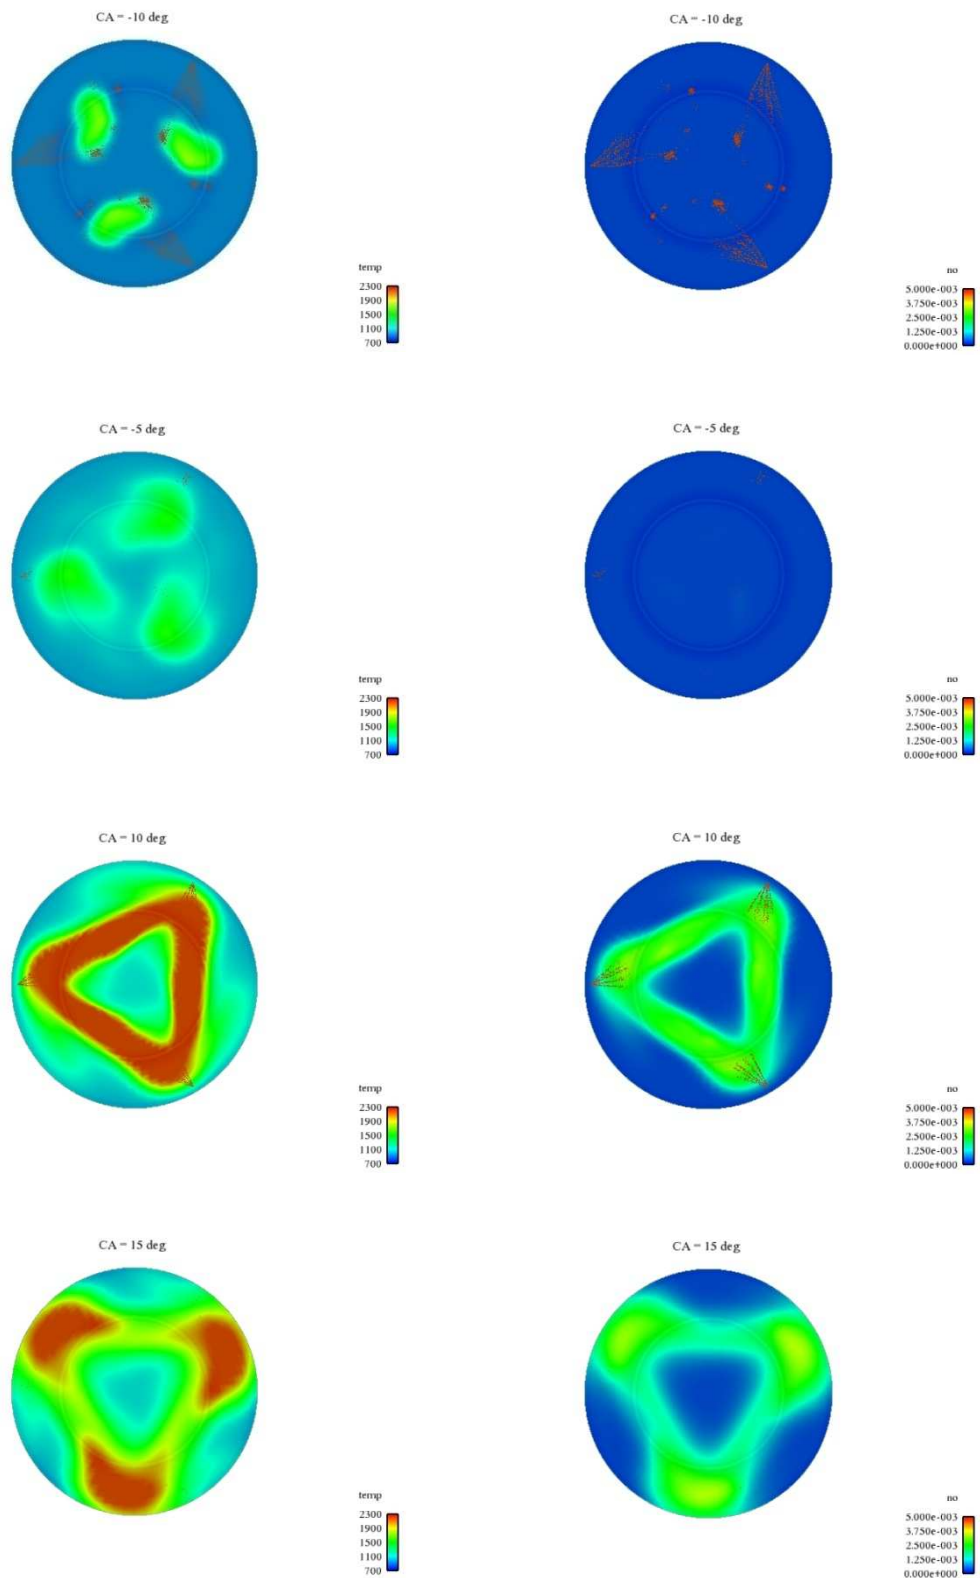 CA = -10 deg
temp
2300
1900
1500
1100
700
CA = -10 deg
no
5.000e-003
3.750e-003
2.500e-003
1.250e-003
0.000e+000
CA = -5 deg
temp
2300
1900
1500
1100
700
CA = -5 deg
no
5.000e-003
3.750e-003
2.500e-003
1.250e-003
0.000e+000
CA = 10 deg
temp
2300
1900
1500
1100
700
CA = 10 deg
no
5.000e-003
3.750e-003
2.500e-003
1.250e-003
0.000e+000
CA = 15 deg
temp
2300
1900
1500
1100
700
CA = 15 deg
no
5.000e-003
3.750e-003
2.500e-003
1.250e-003
0.000e+000